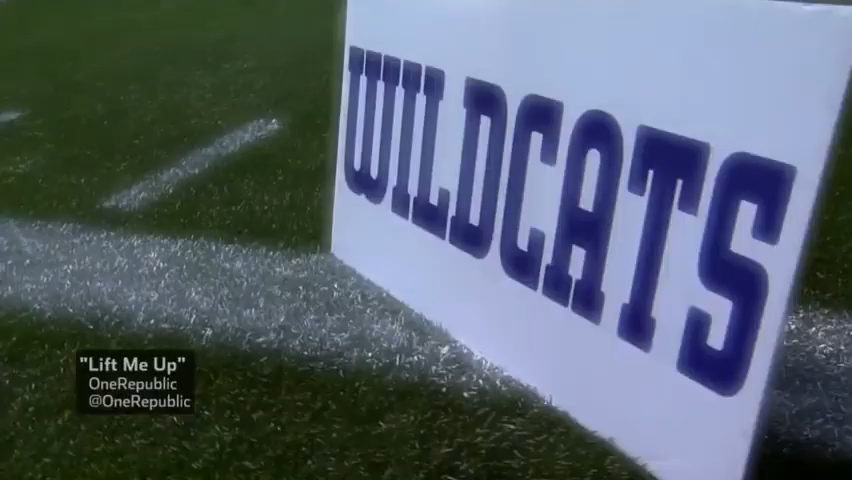 WILDCATS
"Lift Me Up"
OneRepublic
@OneRepublic